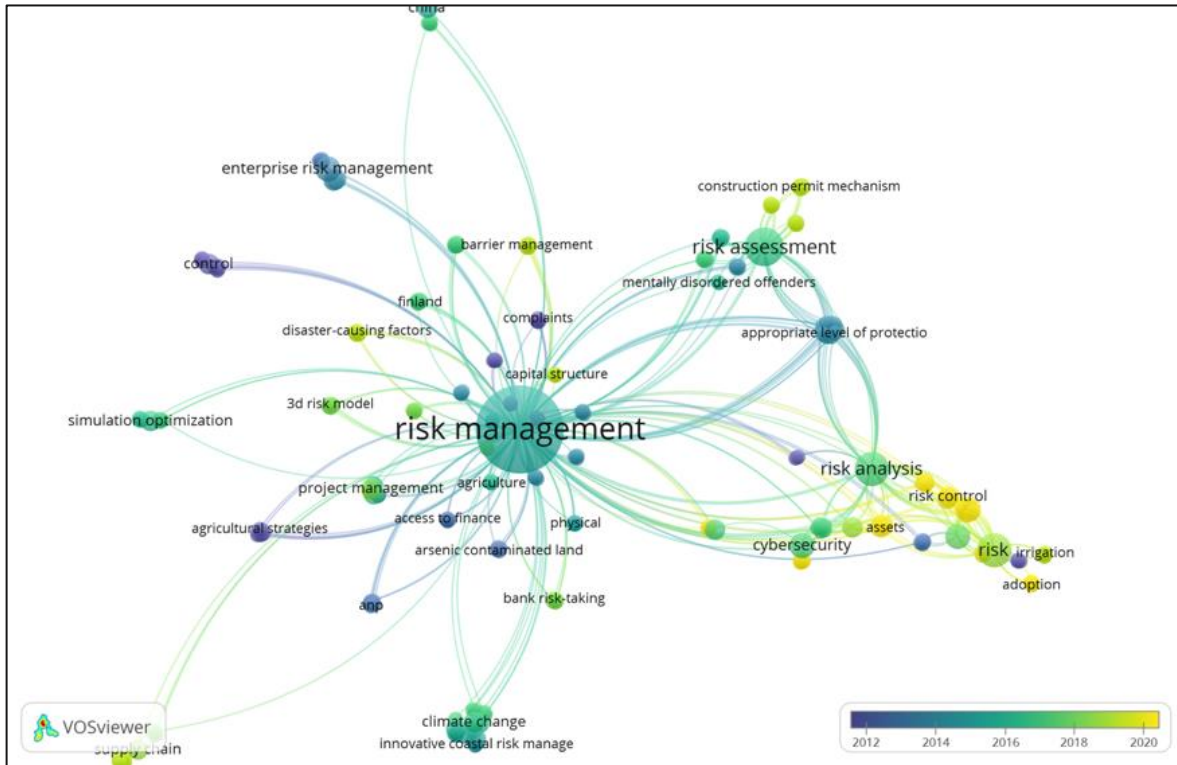 china
enterprise risk management
construction permit mechanism
risk assessment
barrier management
control
mentally disordered offenders
finland
complaints
disaster-causing factors
appropriate level of protectio
capital structure
3d risk model
simulation optimization
risk management
risk analysis
project management
agriculture
risk control
agricultural strategies
access to finance
physical
assets
arsenic contaminated land
cybersecurity
risk
irrigation
adoption
anp
bank risk-taking
climate change
innovative coastal risk manage
VOSviewer
supply chain
2012 2014 2016 2018 2020